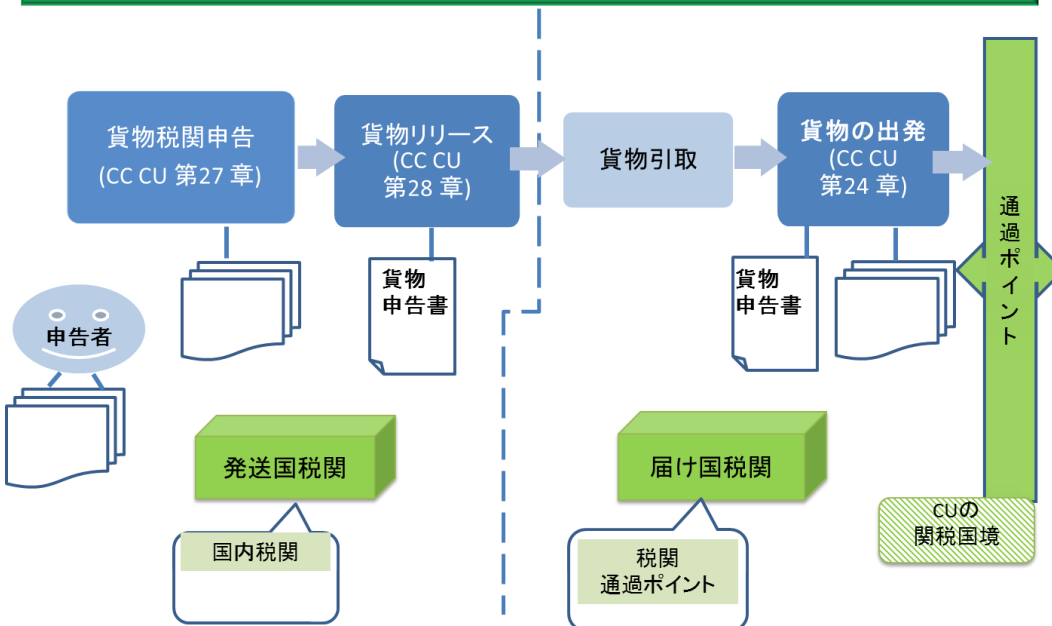 貨物税関申告
(CC CU 第27 章)
貨物リリース
(CC CU
第28 章)
貨物引取
貨物の出発
(CC CU
第24 章)
通過ポイント
申告者
貨物
申告書
貨物
申告書
発送国税関
国内税関
届け国税関
税関
通過ポイント
CUの
関税国境